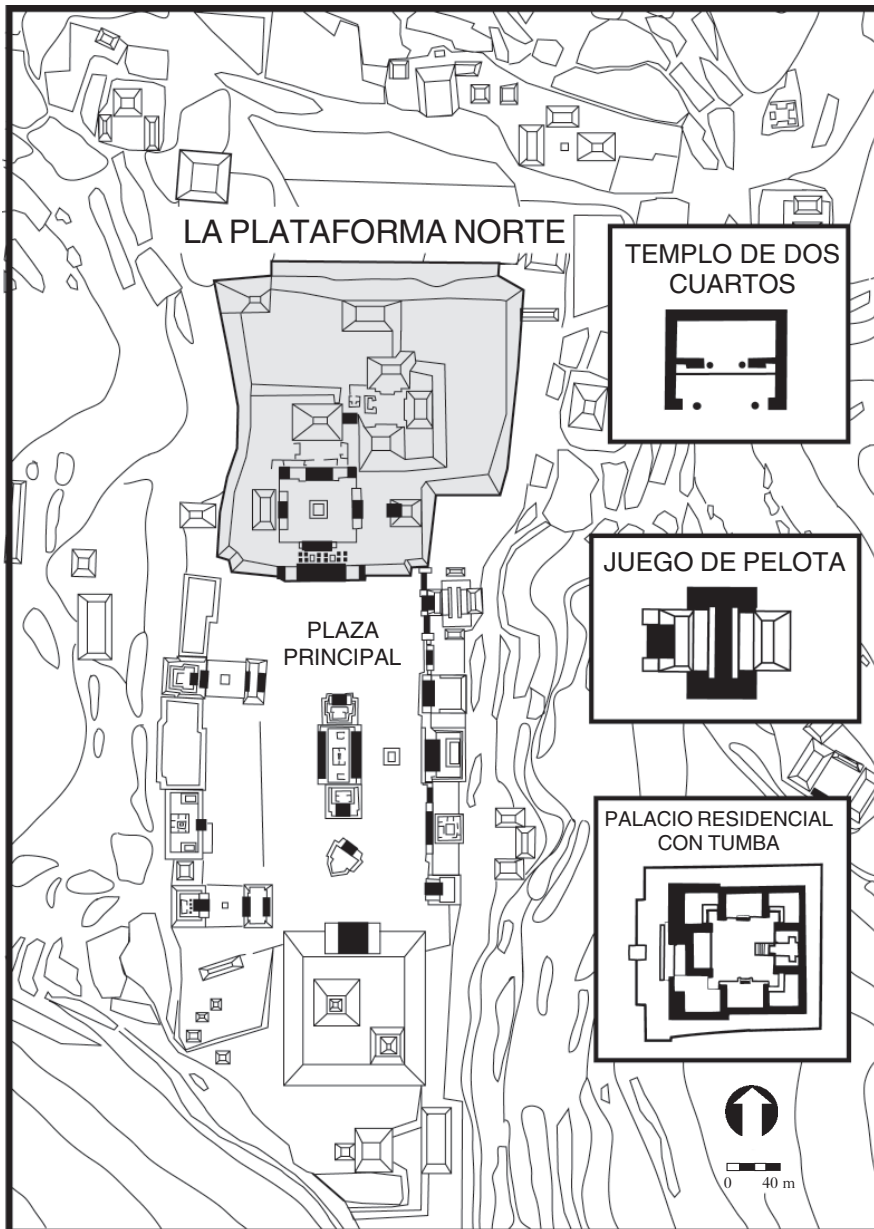 LA PLATAFORMA NORTE
TEMPLO DE DOS
CUARTOS
JUEGO DE PELOTA
PLAZA
PRINCIPAL
PALACIO RESIDENCIAL
CON TUMBA
0 40 m